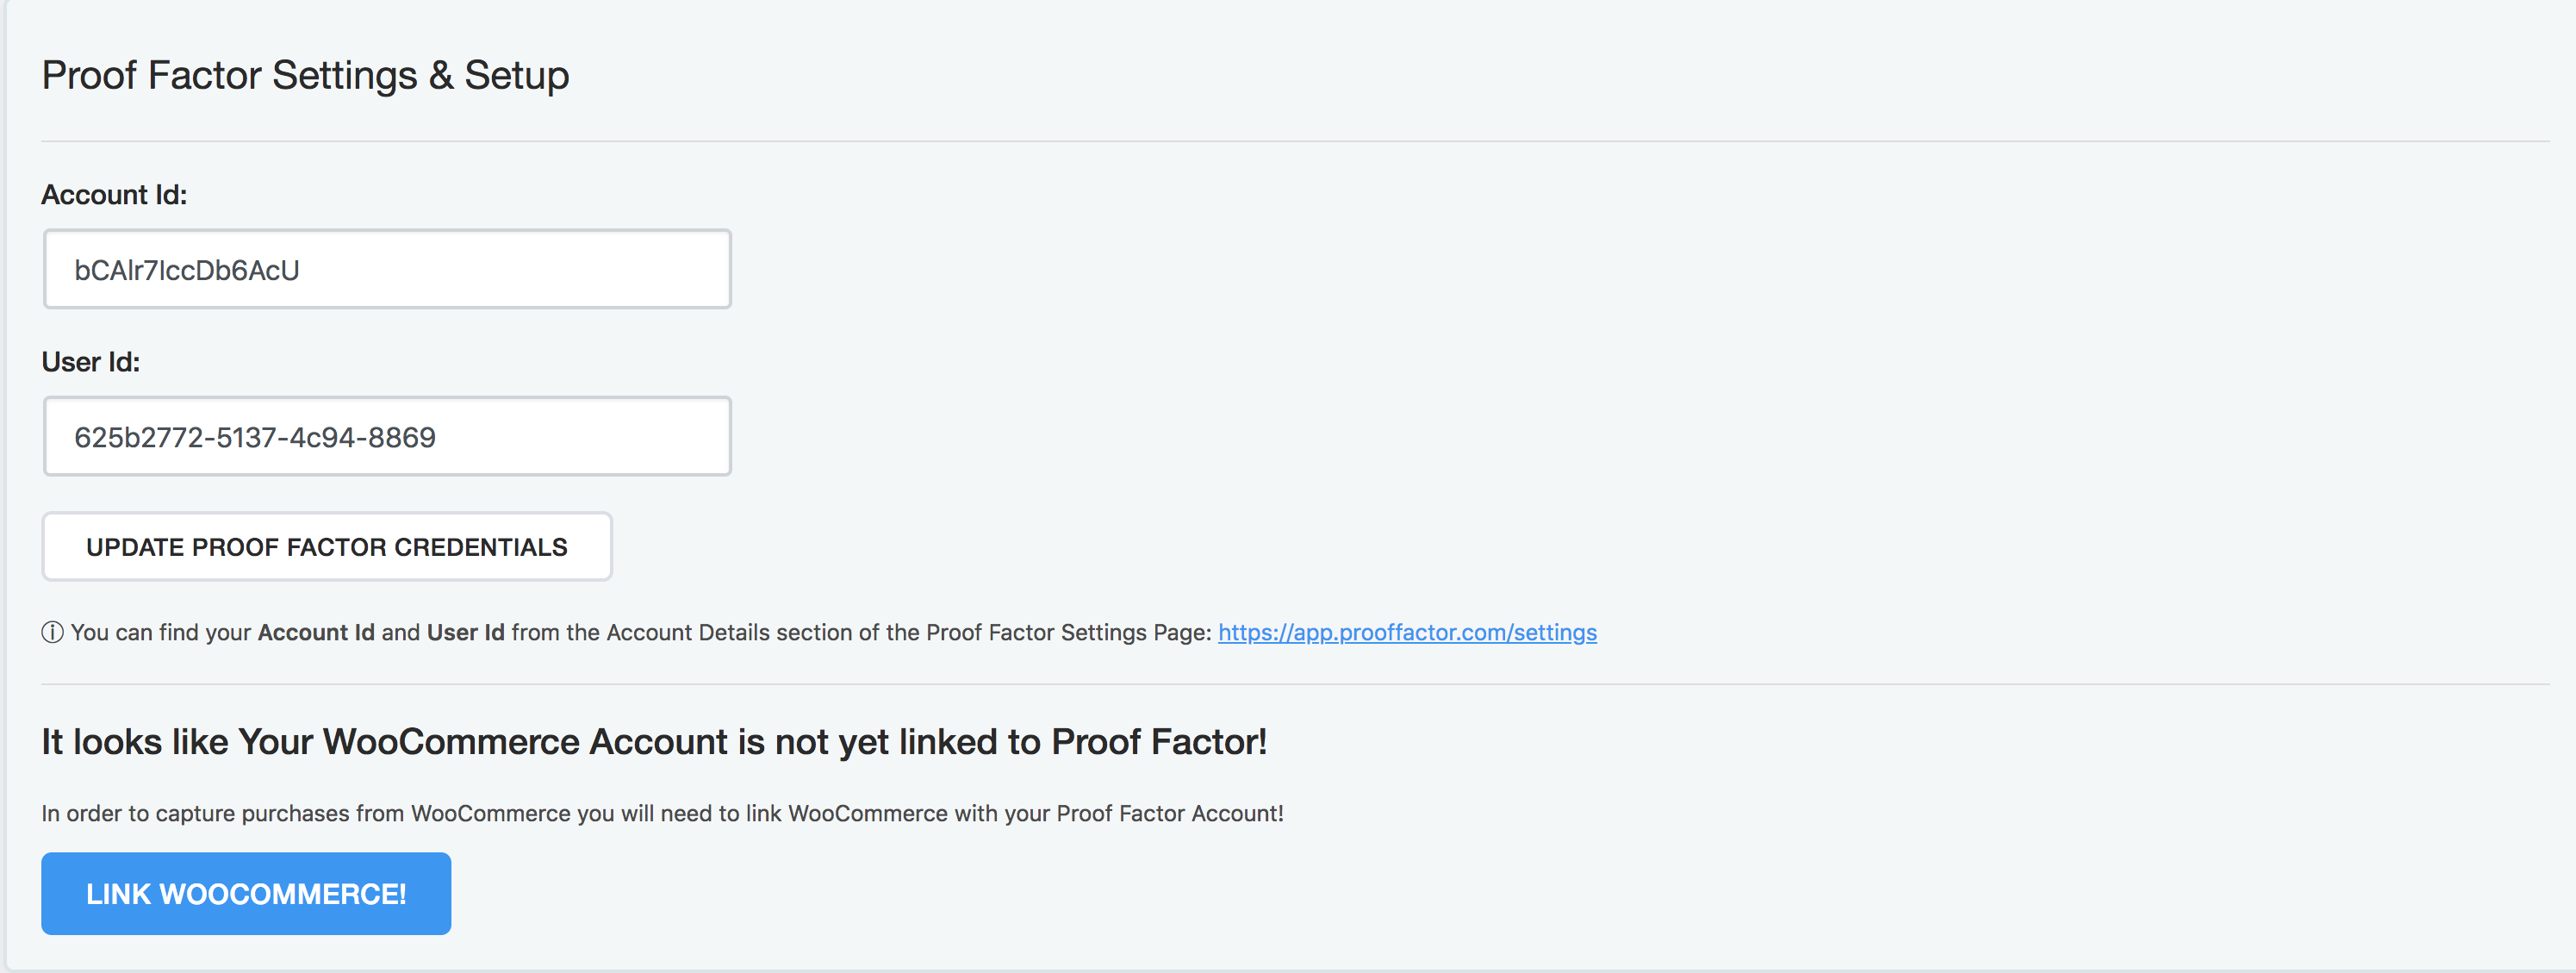 Proof Factor Settings & Setup
Account Id:
bCAlr7lccDb6AcU
User Id:
625b2772-5137-4c94-8869
UPDATE PROOF FACTOR CREDENTIALS
ⓘ You can find your Account Id and User Id from the Account Details section of the Proof Factor Settings Page: https://app.prooffactor.com/settings
It looks like Your WooCommerce Account is not yet linked to Proof Factor!
In order to capture purchases from WooCommerce you will need to link WooCommerce with your Proof Factor Account!
LINK WOOCOMMERCE!